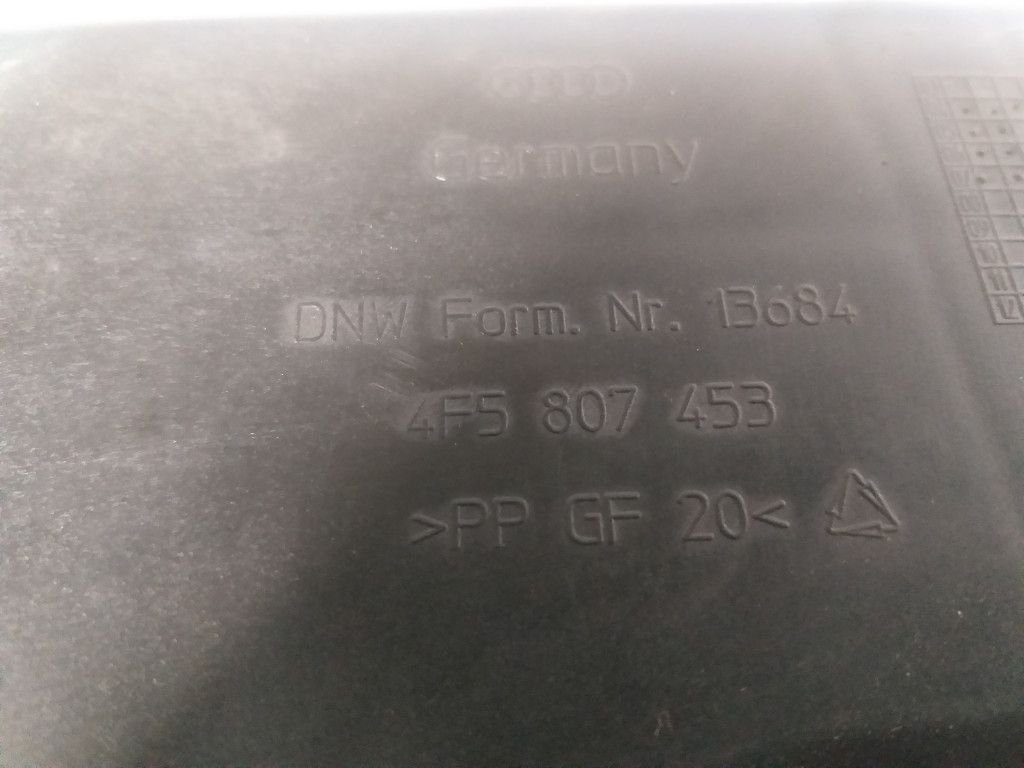 Germany
DNW Form. Nr. 13684
4F5 807 453
>PP GF 20<